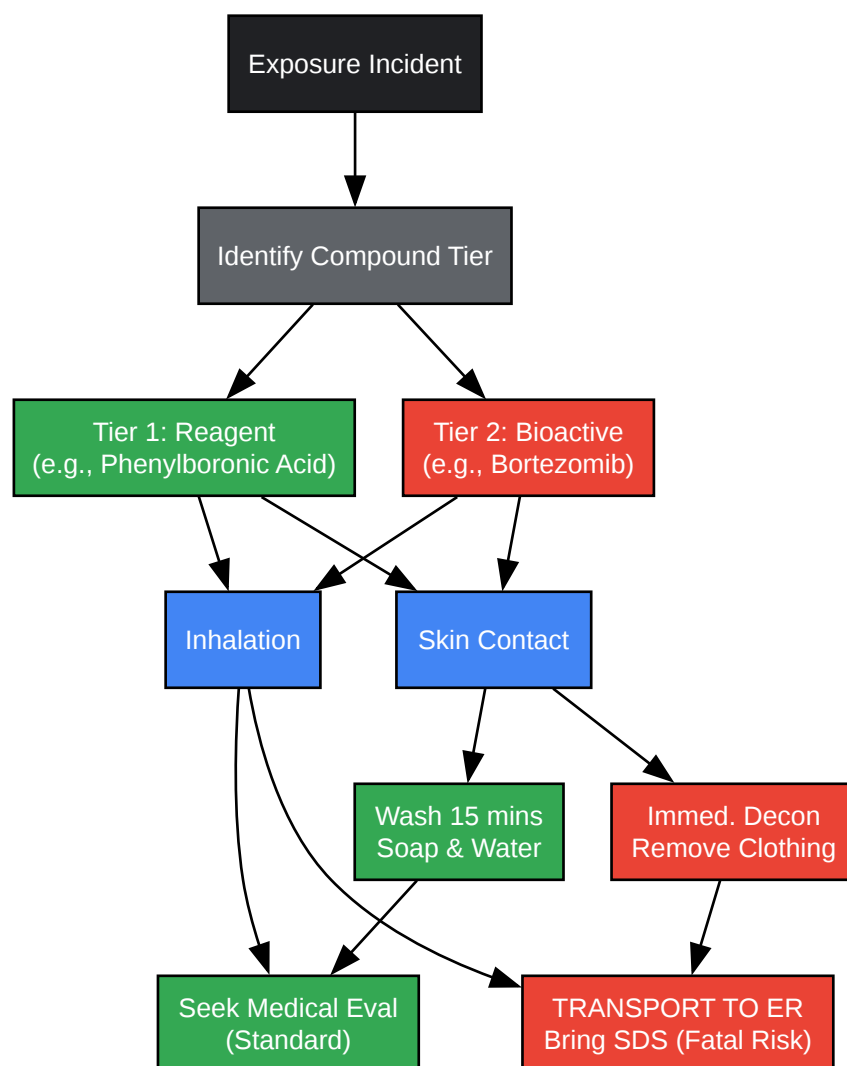 Exposure Incident
Identify Compound Tier
Tier 1: Reagent
(e.g., Phenylboronic Acid)
Tier 2: Bioactive
(e.g., Bortezomib)
Inhalation
Skin Contact
Wash 15 mins
Soap & Water
Immed. Decon
Remove Clothing
Seek Medical Eval
(Standard)
TRANSPORT TO ER
Bring SDS (Fatal Risk)